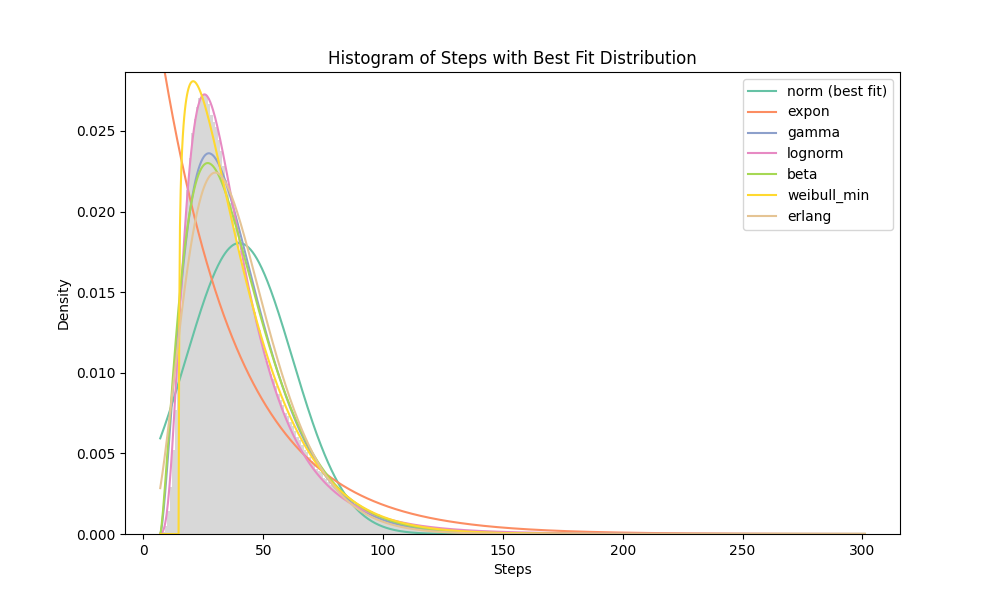 Histogram of Steps with Best Fit Distribution
norm (best fit)
expon
gamma
lognorm
beta
weibull_min
erlang
Density
0.025
0.020
0.015
0.010
0.005
0.000
0
50
100
150
200
250
300
Steps